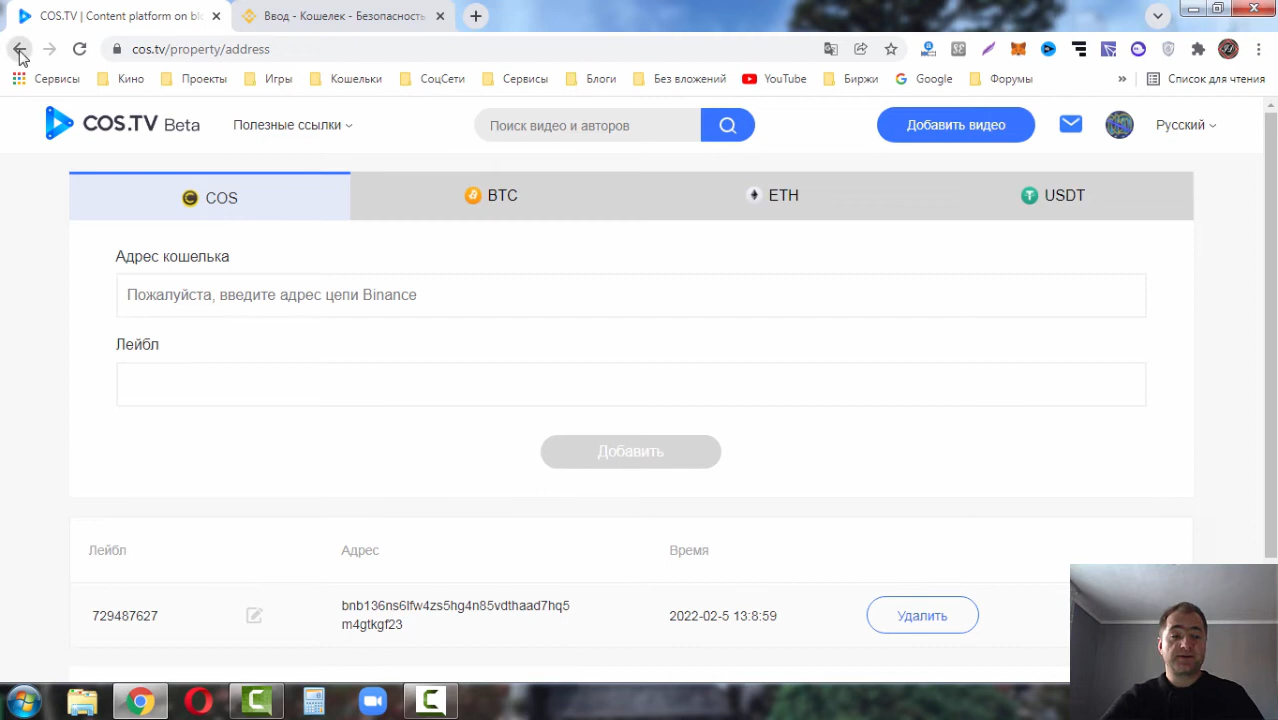 COS.TV | Content platform on blo
Ввод - Кошелек - Безопасность
cos.tv/property/address
Сервисы
Кино
Проекты
Игры
Кошельки
СоцСети
Сервисы
Блоги
Без вложений
YouTube
Биржи
Google
Форумы
»
Список для чтения
COS.TV Beta
Полезные ссылки
Поиск видео и авторов
Добавить видео
Русский
COS
BTC
ETH
USDT
Адрес кошелька
Пожалуйста, введите адрес цепи Binance
Лейбл
Добавить
Лейбл
Адрес
Время
729487627
bnb136ns6lfw4zs5hg4n85vdthaad7hq5
m4gtkgf23
2022-02-5 13:8:59
Удалить